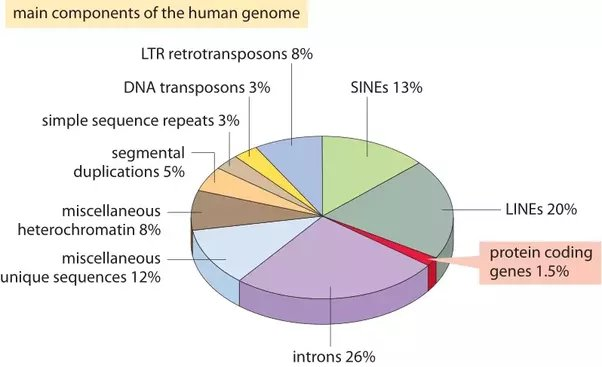 main components of the human genome
LTR retrotransposons 8%
DNA transposons 3%
SINEs 13%
simple sequence repeats 3%
segmental
duplications 5%
miscellaneous
heterochromatin 8%
LINEs 20%
miscellaneous
unique sequences 12%
protein coding
genes 1.5%
introns 26%